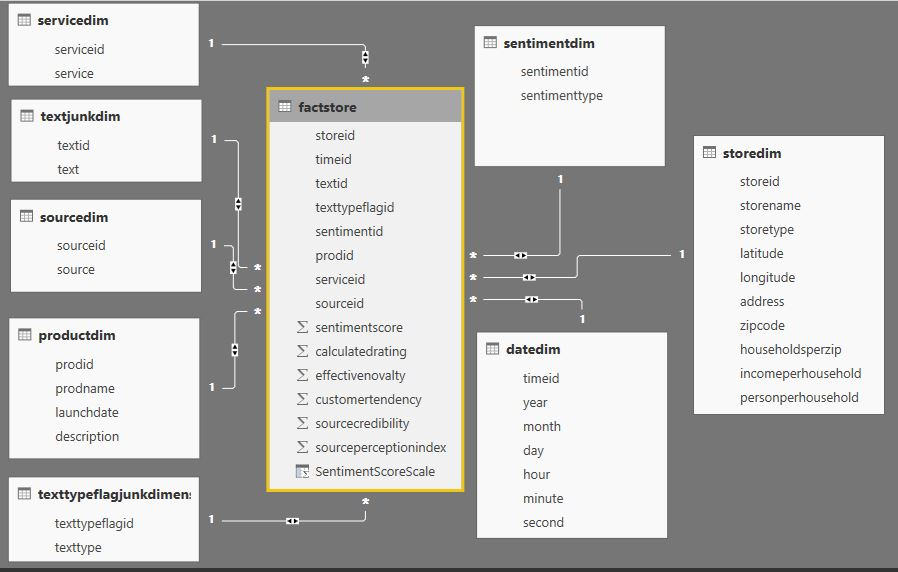 servicedim
serviceid
service
1
*
textjunkdim
textid
text
1
*
sourcedim
sourceid
source
1
*
productdim
prodid
prodname
launchdate
description
1
*
texttypeflagjunkdimens
texttypeflagid
texttype
1
*
factstore
storeid
timeid
textid
texttypeflagid
sentimentid
prodid
serviceid
sourceid
Σ sentimentscore
Σ calculatedrating
Σ effectivenovalty
Σ customertendency
Σ sourcecredibility
Σ sourceperceptionindex
SentimentScoreScale
sentimentdim
sentimentid
sentimenttype
1
*
storedim
storeid
storename
storetype
latitude
longitude
address
zipcode
householdsperzip
incomeperhousehold
personperhousehold
1
*
datedim
timeid
year
month
day
hour
minute
second
1
*